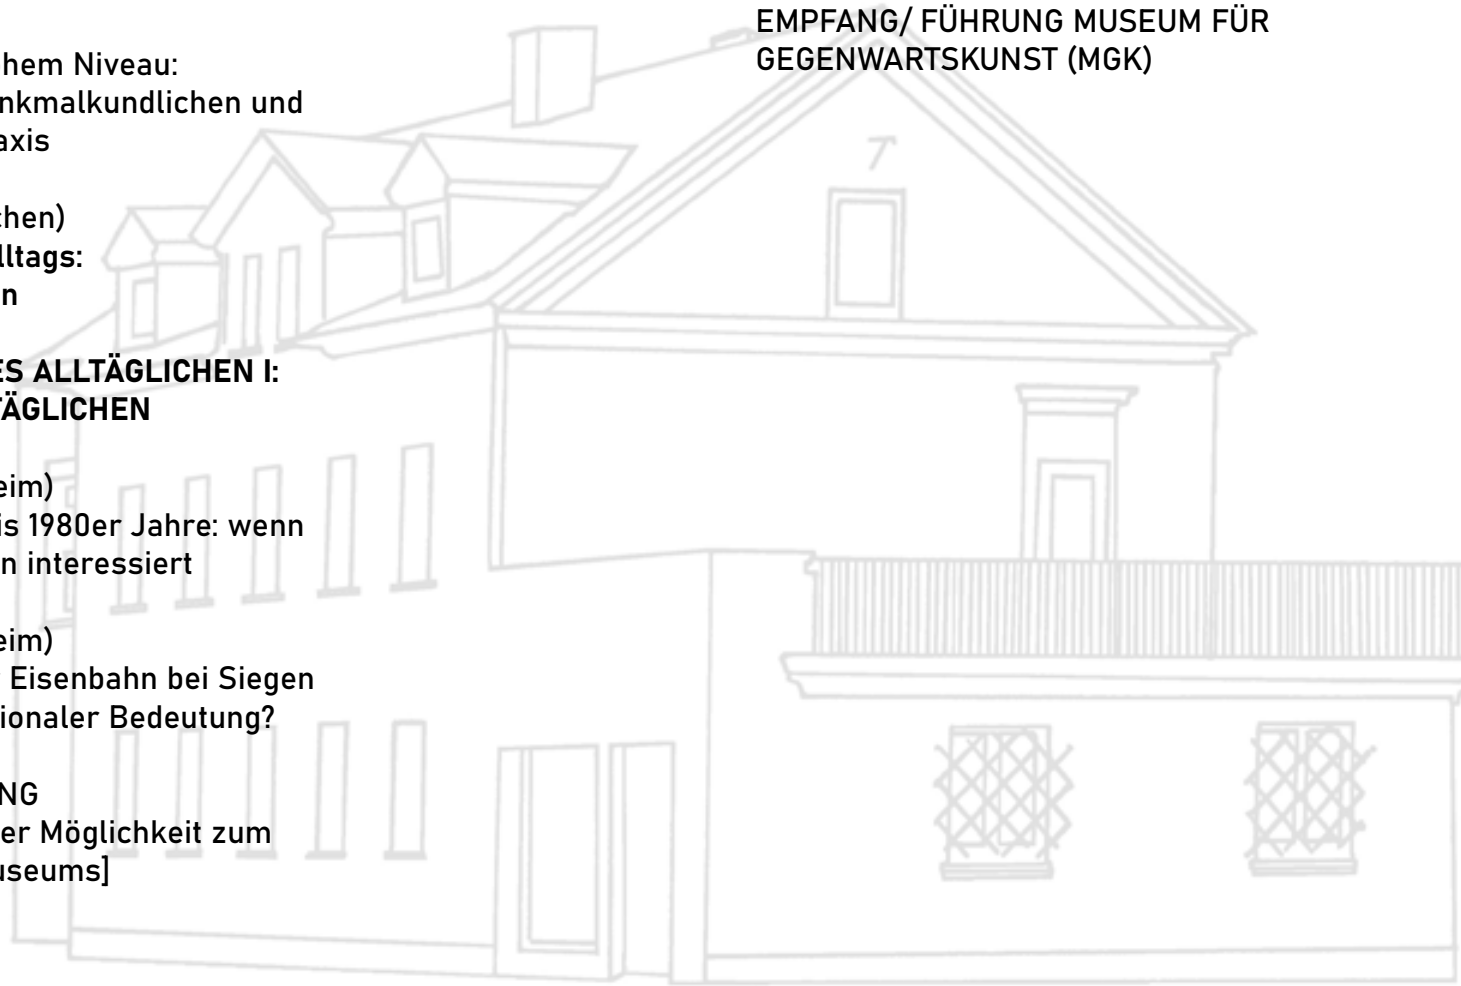 hem Niveau:
nkmalkundlichen und
axis
chen)
lltags:
n
ES ALLTÄGLICHEN I:
TÄGLICHEN
eim)
is 1980er Jahre: wenn
n interessiert
eim)
Eisenbahn bei Siegen
ionaler Bedeutung?
NG
er Möglichkeit zum
useums]
EMPFANG/ FÜHRUNG MUSEUM FÜR
GEGENWARTSKUNST (MGK)